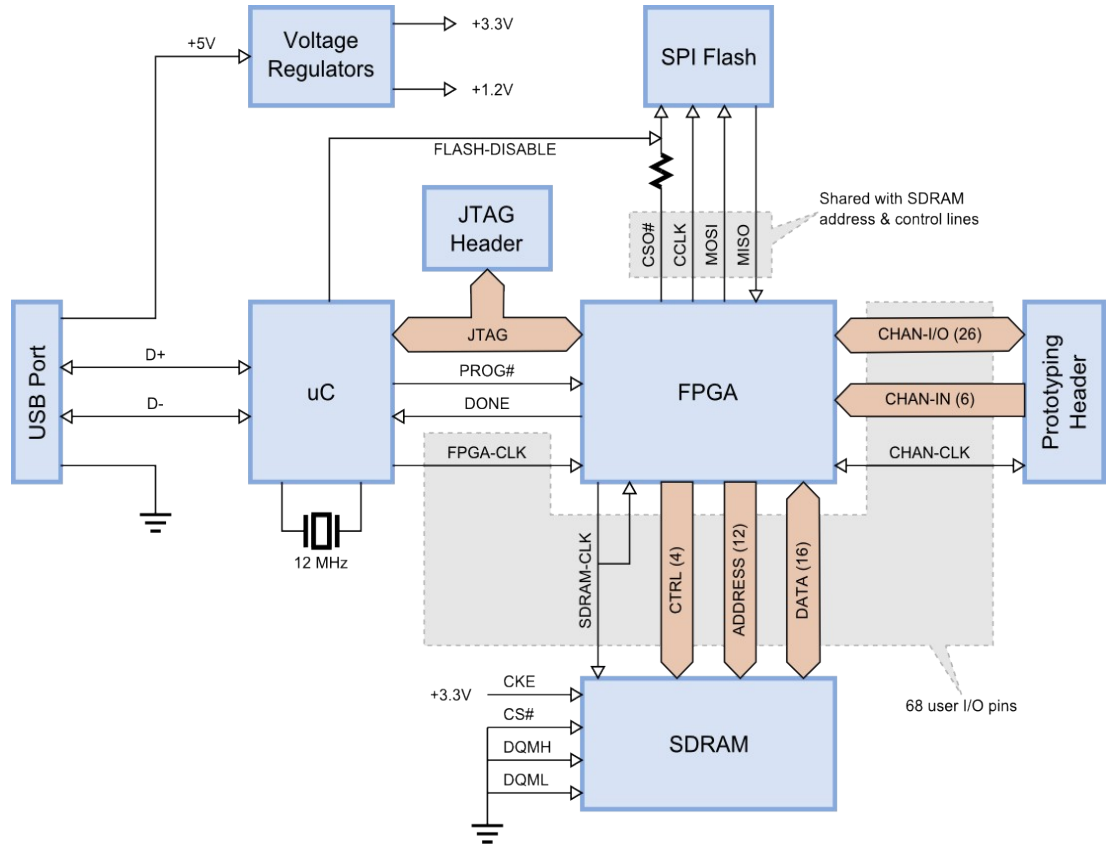 +5V
Voltage
Regulators
+3.3V
+1.2V
SPI Flash
FLASH-DISABLE
Shared with SDRAM
address & control lines
CSO#
CCLK
MOSI
MISO
JTAG
Header
USB Port
D+
D-
uC
JTAG
PROG#
DONE
FPGA-CLK
FPGA
CHAN-I/O (26)
CHAN-IN (6)
CHAN-CLK
Prototyping
Header
12 MHz
SDRAM-CLK
CTRL (4)
ADDRESS (12)
DATA (16)
68 user I/O pins
+3.3V
CKE
CS#
DQMH
DQML
SDRAM